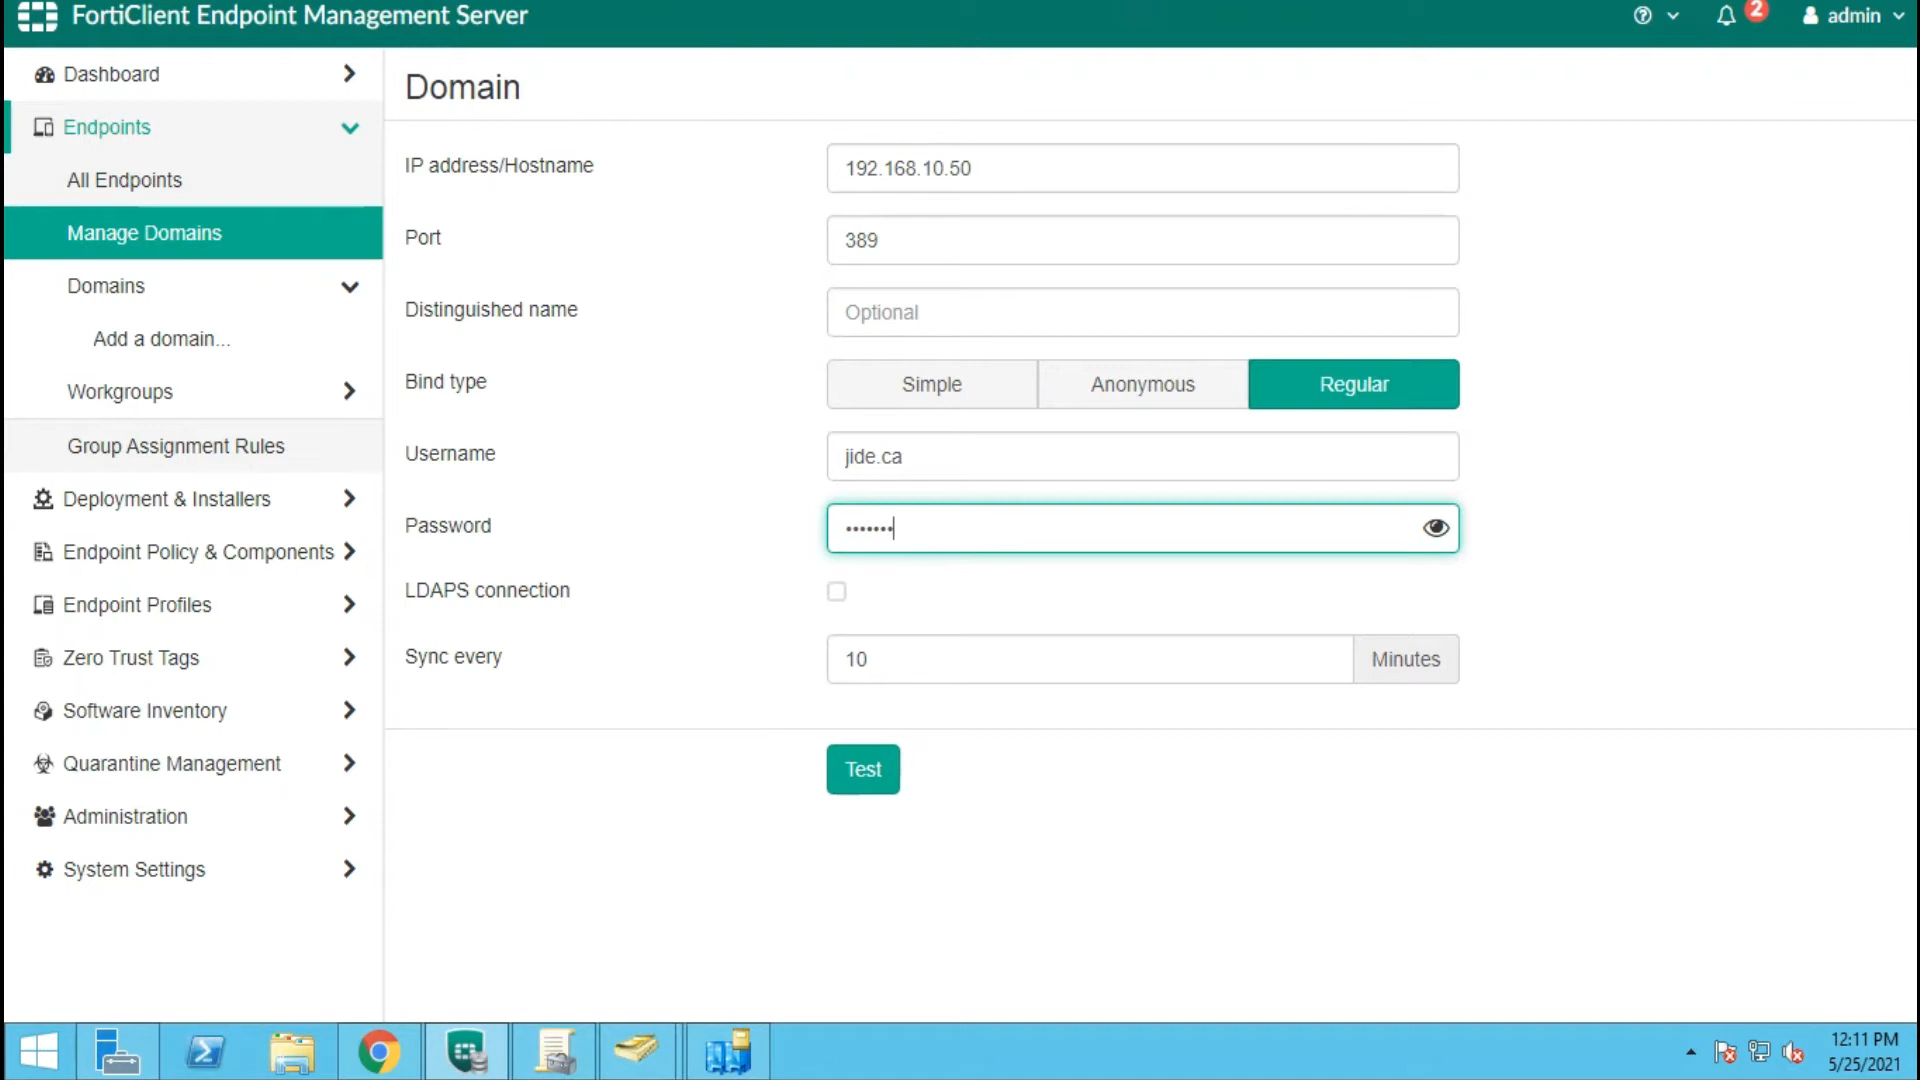 FortiClient Endpoint Management Server
2
admin
Dashboard
Endpoints
All Endpoints
Manage Domains
Domains
Add a domain...
Workgroups
Group Assignment Rules
Deployment & Installers
Endpoint Policy & Components
Endpoint Profiles
Zero Trust Tags
Software Inventory
Quarantine Management
Administration
System Settings
Domain
IP address/Hostname
192.168.10.50
Port
389
Distinguished name
Optional
Bind type
Simple
Anonymous
Regular
Username
jide.ca
Password
•••••••
LDAPS connection
Sync every
10
Minutes
Test
12:11 PM
5/25/2021